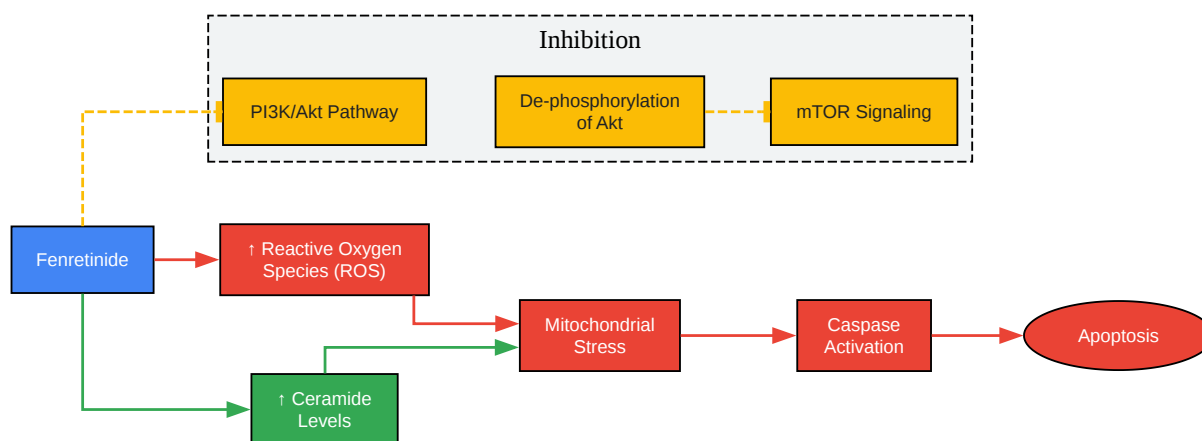 Inhibition
PI3K/Akt Pathway
De-phosphorylation
of Akt
mTOR Signaling
Fenretinide
↑ Reactive Oxygen
Species (ROS)
Mitochondrial
Stress
Caspase
Activation
Apoptosis
↑ Ceramide
Levels